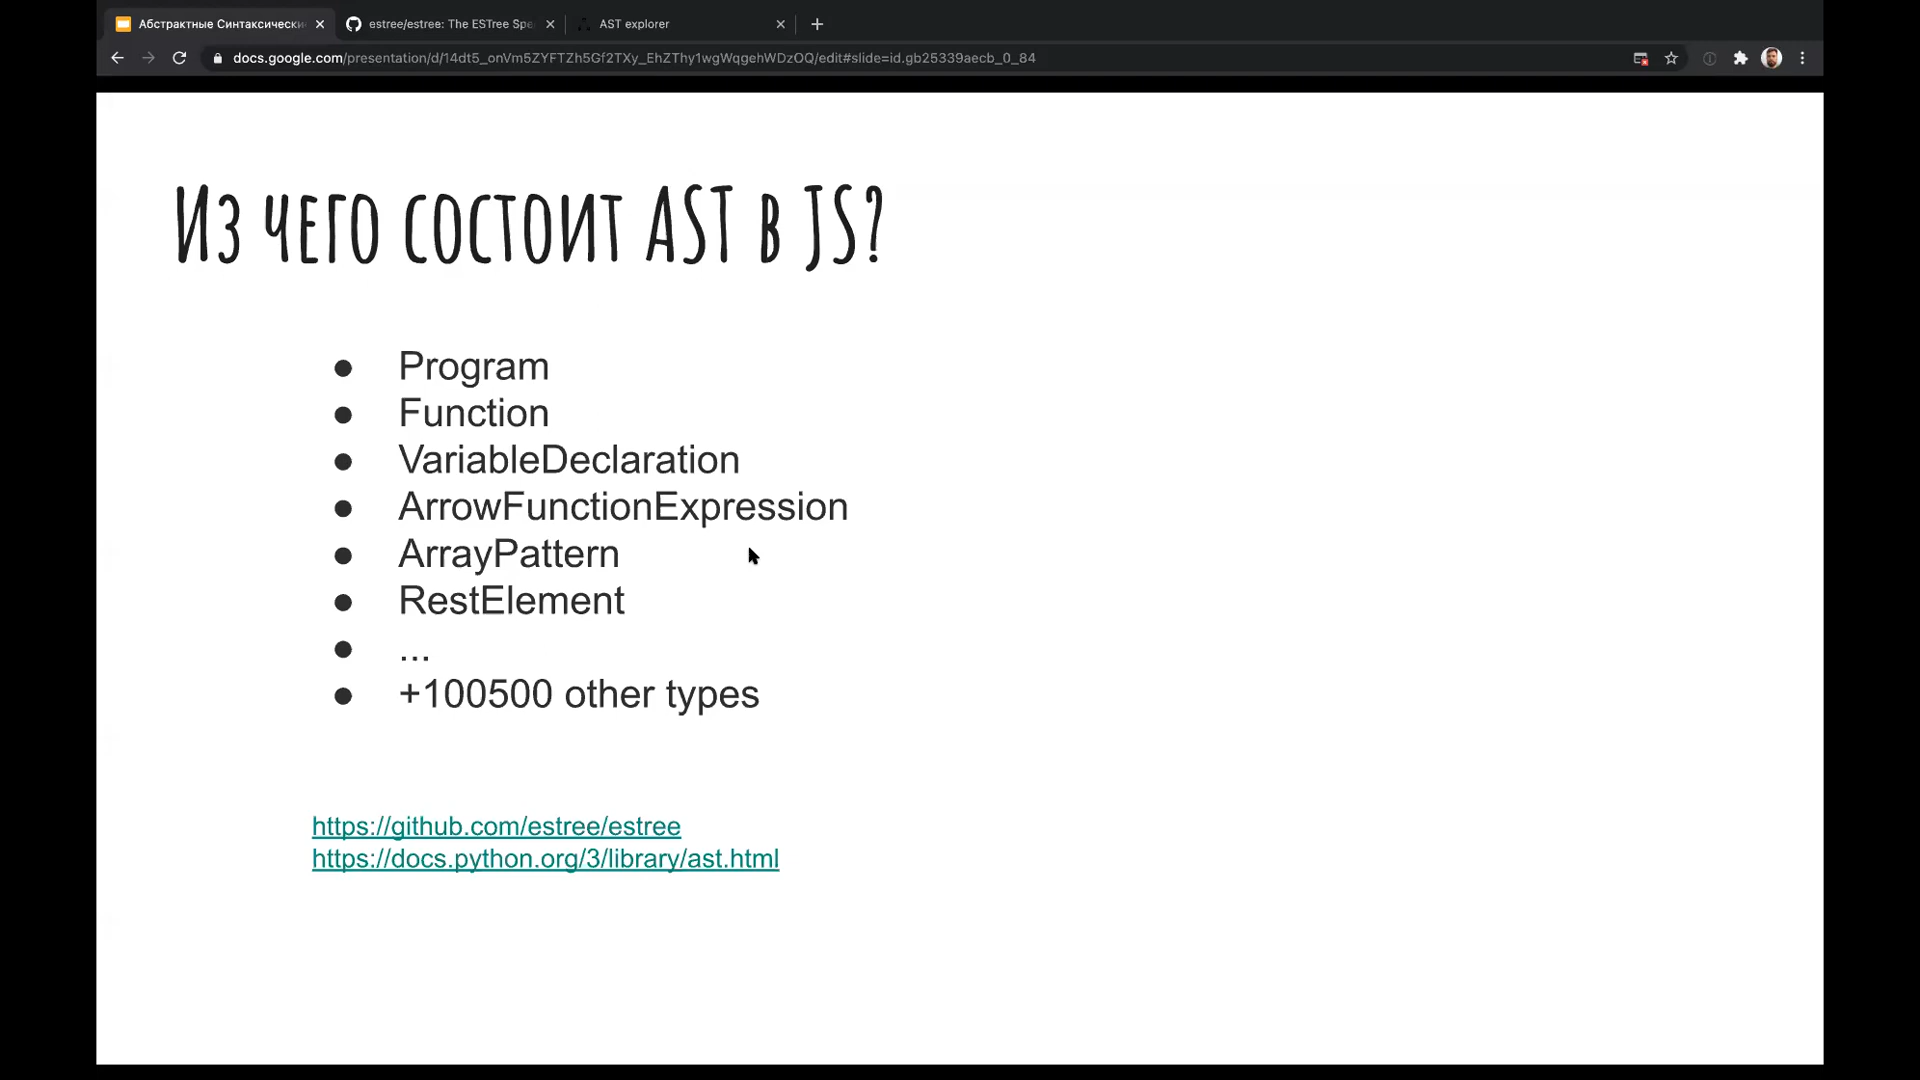 Абстрактные Синтаксически
estree/estree: The ESTree Spe
AST explorer
docs.google.com/presentation/d/14dt5_onVm5ZYFTZh5Gf2TXy_EhZThy1wgWqgehWDzOQ/edit#slide=id.gb25339aecb_0_84
Из чего состоит AST в JS?
● Program
● Function
● VariableDeclaration
● ArrowFunctionExpression
● ArrayPattern
● RestElement
● ...
● +100500 other types
https://github.com/estree/estree
https://docs.python.org/3/library/ast.html